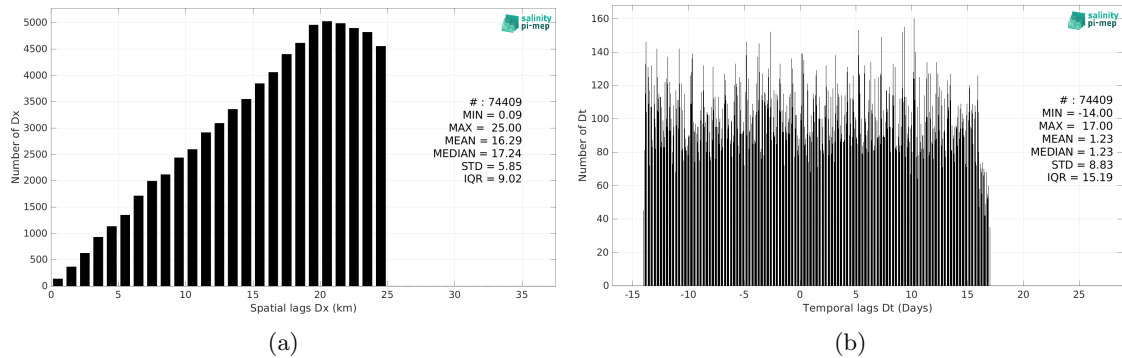 salinity
pi-mep
5000
4500
4000
3500
3000
2500
2000
1500
1000
500
0
Number of Dx
# : 74409
MIN = 0.09
MAX = 25.00
MEAN = 16.29
MEDIAN = 17.24
STD = 5.85
IQR = 9.02
0 5 10 15 20 25 30 35
Spatial lags Dx (km)
(a)
salinity
pi-mep
160
140
120
100
80
60
40
20
0
Number of Dt
# : 74409
MIN = -14.00
MAX = 17.00
MEAN = 1.23
MEDIAN = 1.23
STD = 8.83
IQR = 15.19
-15 -10 -5 0 5 10 15 20 25
Temporal lags Dt (Days)
(b)